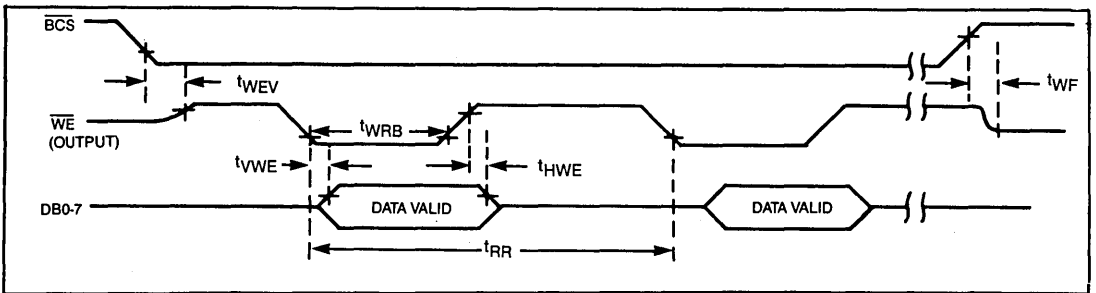 BCS
tWEV
tWF
WE
(OUTPUT)
tWRB
tVWE
tHWE
DB0-7
DATA VALID
DATA VALID
tRR